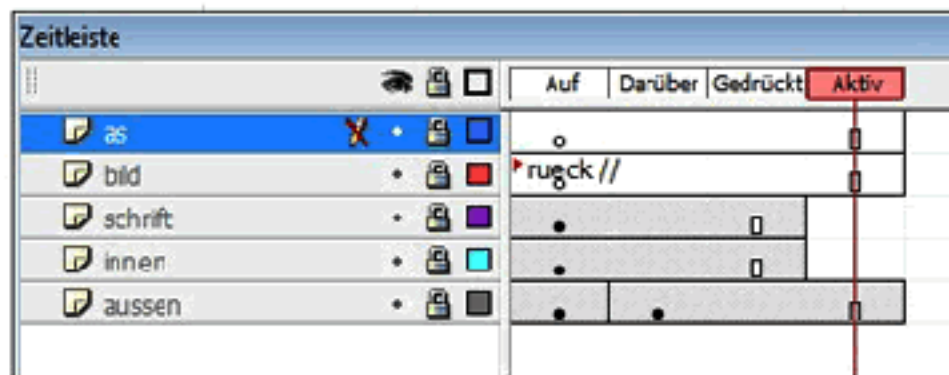 Zeitleiste
Auf Darüber Gedrückt Aktiv
as
bild rueck //
schrift
innen
aussen